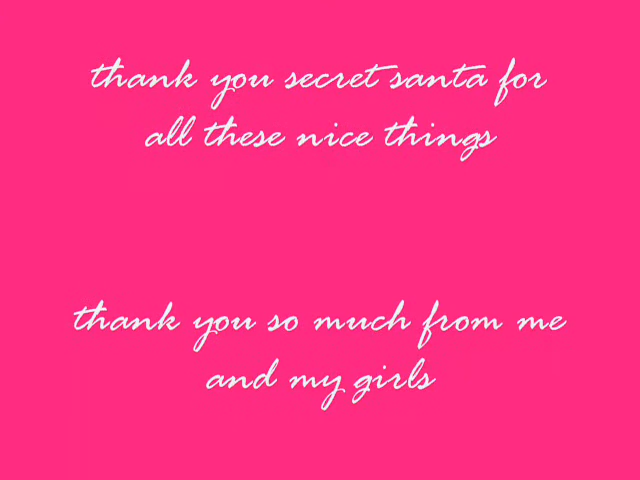 thank you secret santa for
all these nice things
thank you so much from me
and my girls